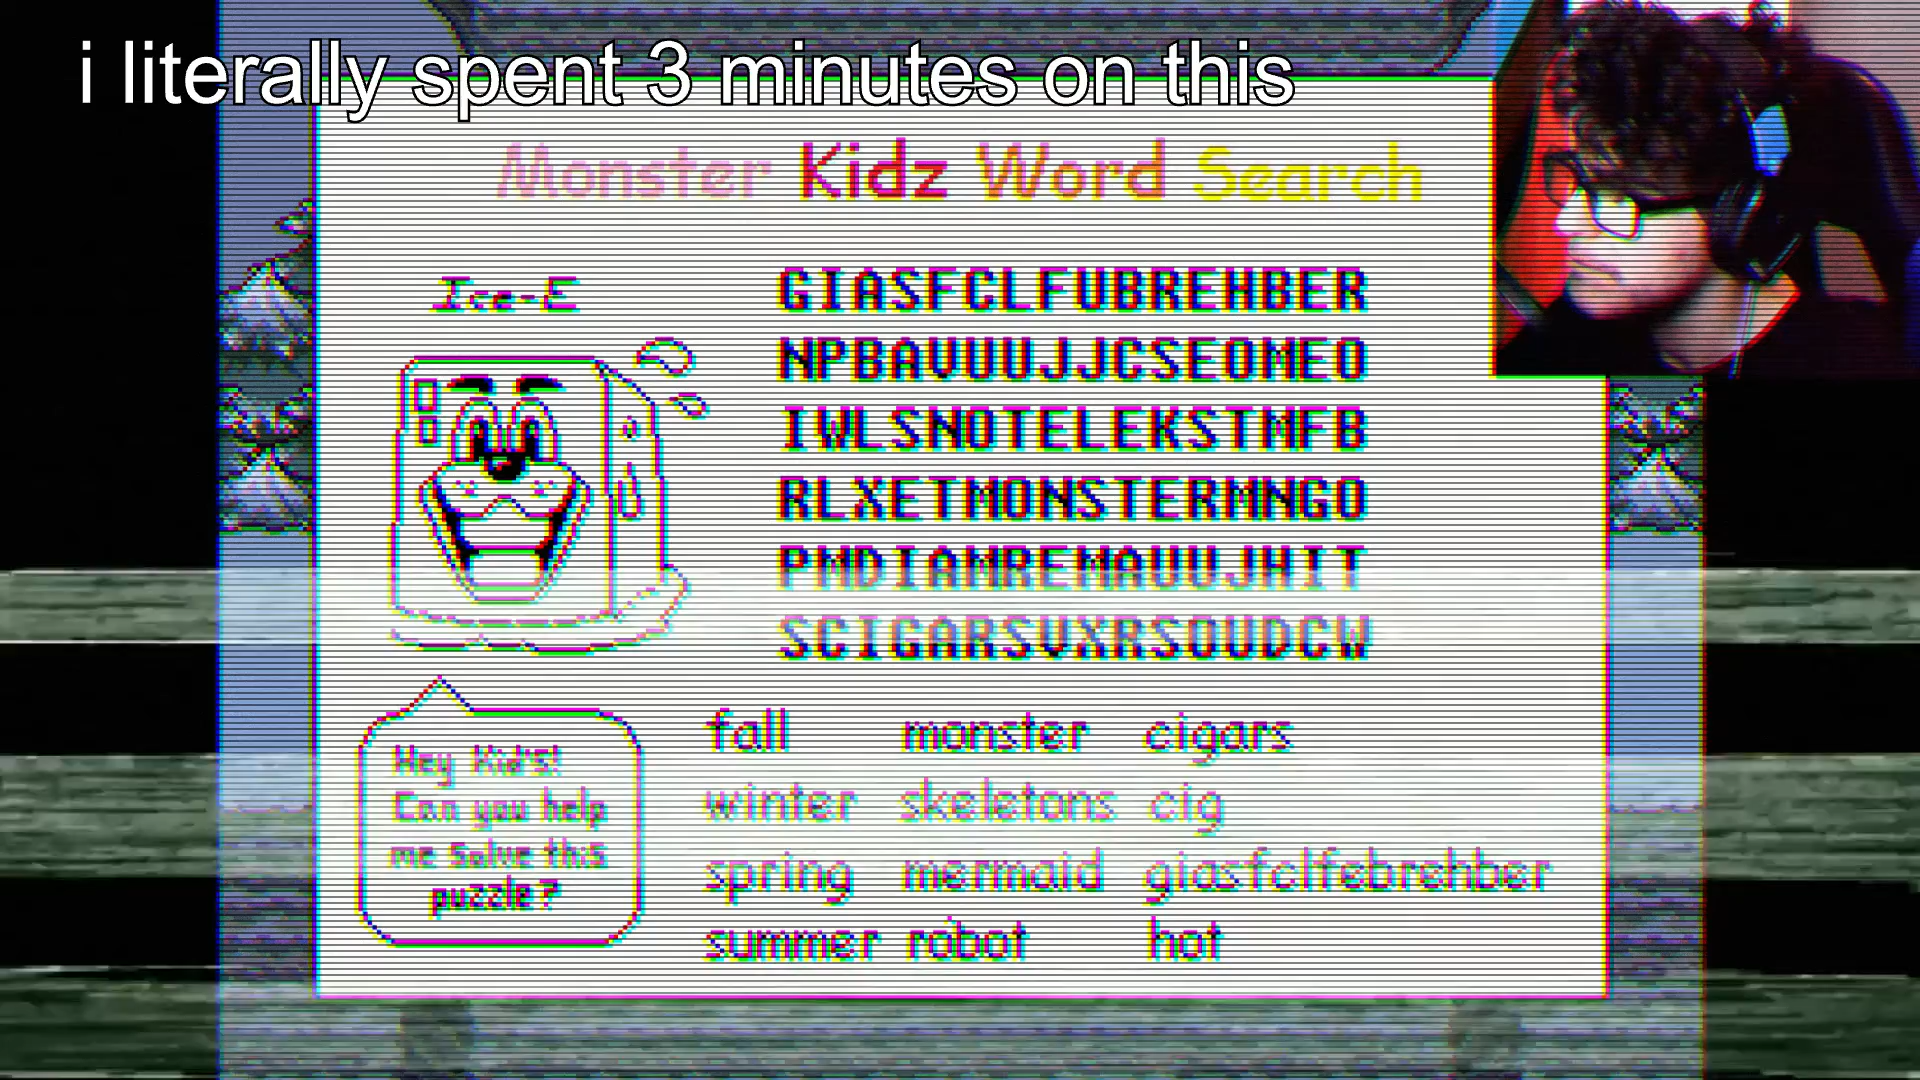 i literally spent 3 minutes on this
Monster Kidz Word Search
Ice-E
GIASFCLFUBREHBER
NPBAVUUJJCSEOMEO
IWLSNOTELEKSTMFB
RLXETMONSTERMNGO
PMDIAMREMAUUJHIT
SCIGARSVXRSOUDCW
fall monster cigars
winter skeletons cig
spring mermaid giasfclfebrehber
summer robot hot
Hey Kid's!
Can you help
me Solve this
puzzle?